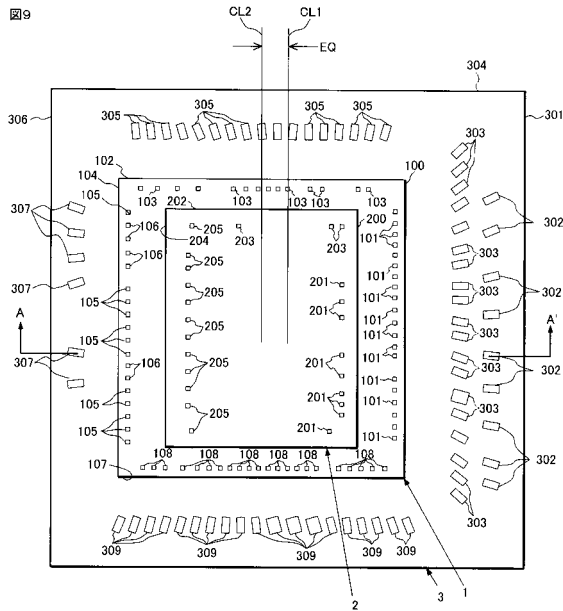 図9
CL2 CL1
EQ
304
306 305 305 305 305 301
303
102 100
104 103 202 103 103 103 103
105 200
307 106 205 203 203 101 302
106 204 205 101 303
307 205 201 101 303 302
105 205 201 101 303
A 105 205 101 303 A'
307 106 205 201 101 303 302
105 201 101 303
105 205 201 101 302
108 108 108 108 108 108
107 303
309 309 309 309 309
2 3 1